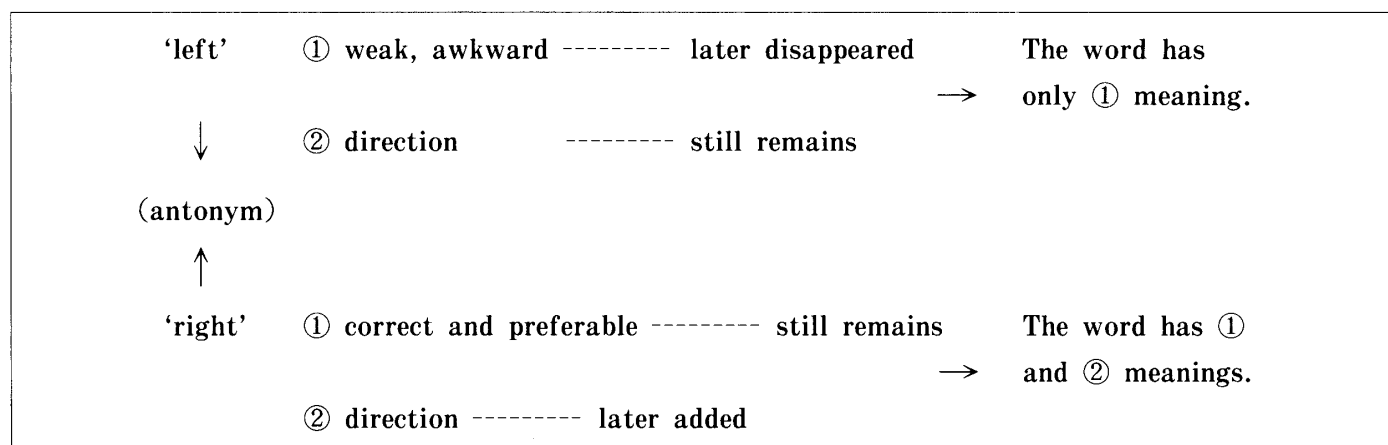 ‘left’ ① weak, awkward --------- later disappeared The word has
→ only ① meaning.
↓ ② direction --------- still remains
(antonym)
↑
‘right’ ① correct and preferable --------- still remains The word has ①
→ and ② meanings.
② direction --------- later added